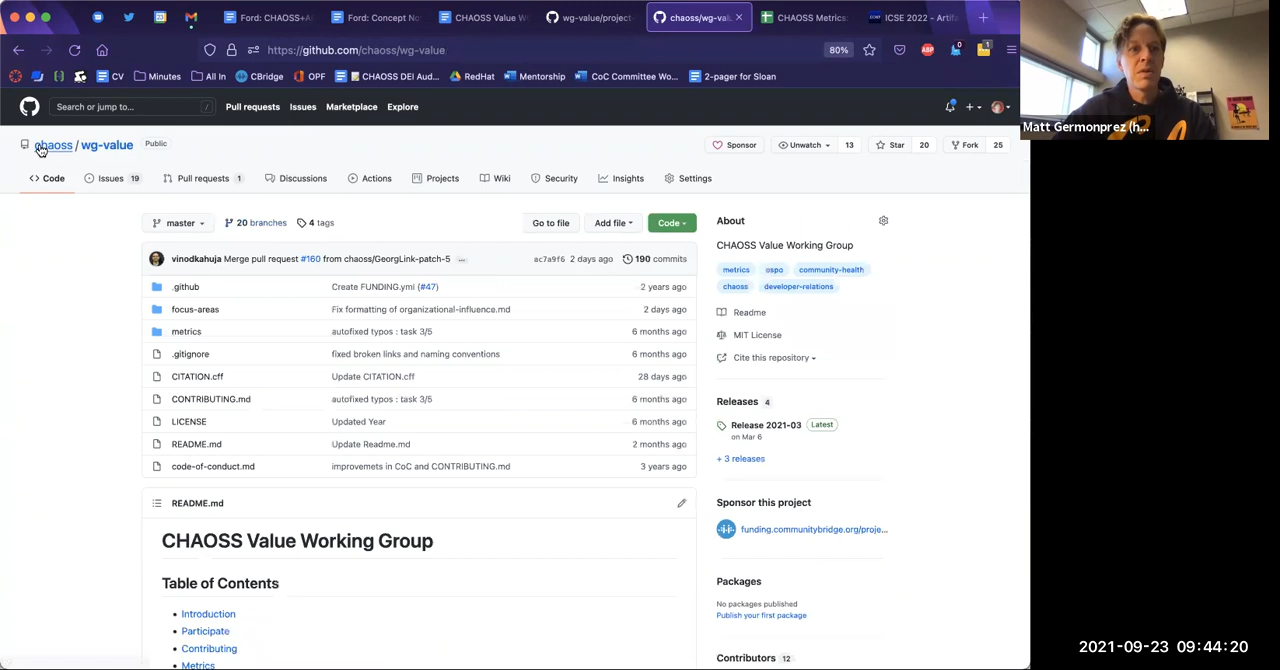 Ford: CHAOSS+A
Ford: Concept No
CHAOSS Value W
wg-value/project-
chaoss/wg-val
CHAOSS Metrics:
ICSE 2022 - Artifa
https://github.com/chaoss/wg-value
80%
ABP
0
1
CV
Minutes
All In
CBridge
OPF
CHAOSS DEI Aud...
RedHat
Mentorship
CoC Committee Wo...
2-pager for Sloan
Matt Germonprez (h...
Search or jump to...
/
Pull requests
Issues
Marketplace
Explore
chaoss / wg-value
Public
Sponsor
Unwatch
13
Star
20
Fork
25
Code
Issues 19
Pull requests 1
Discussions
Actions
Projects
Wiki
Security
Insights
Settings
master
20 branches
4 tags
Go to file
Add file
Code
vinodkahuja Merge pull request #160 from chaoss/GeorgLink-patch-5 ...
ac7a9f6 2 days ago
190 commits
.github
Create FUNDING.yml (#47)
2 years ago
focus-areas
Fix formatting of organizational-influence.md
2 days ago
metrics
autofixed typos : task 3/5
6 months ago
.gitignore
fixed broken links and naming conventions
6 months ago
CITATION.cff
Update CITATION.cff
28 days ago
CONTRIBUTING.md
autofixed typos : task 3/5
6 months ago
LICENSE
Updated Year
6 months ago
README.md
Update Readme.md
2 months ago
code-of-conduct.md
improvemets in CoC and CONTRIBUTING.md
3 years ago
README.md
CHAOSS Value Working Group
Table of Contents
Introduction
Participate
Contributing
Metrics
About
CHAOSS Value Working Group
metrics
ospo
community-health
chaoss
developer-relations
Readme
MIT License
Cite this repository
Releases 4
Release 2021-03
Latest
on Mar 6
+ 3 releases
Sponsor this project
funding.communitybridge.org/proje...
Packages
No packages published
Publish your first package
Contributors 12
2021-09-23 09:44:20